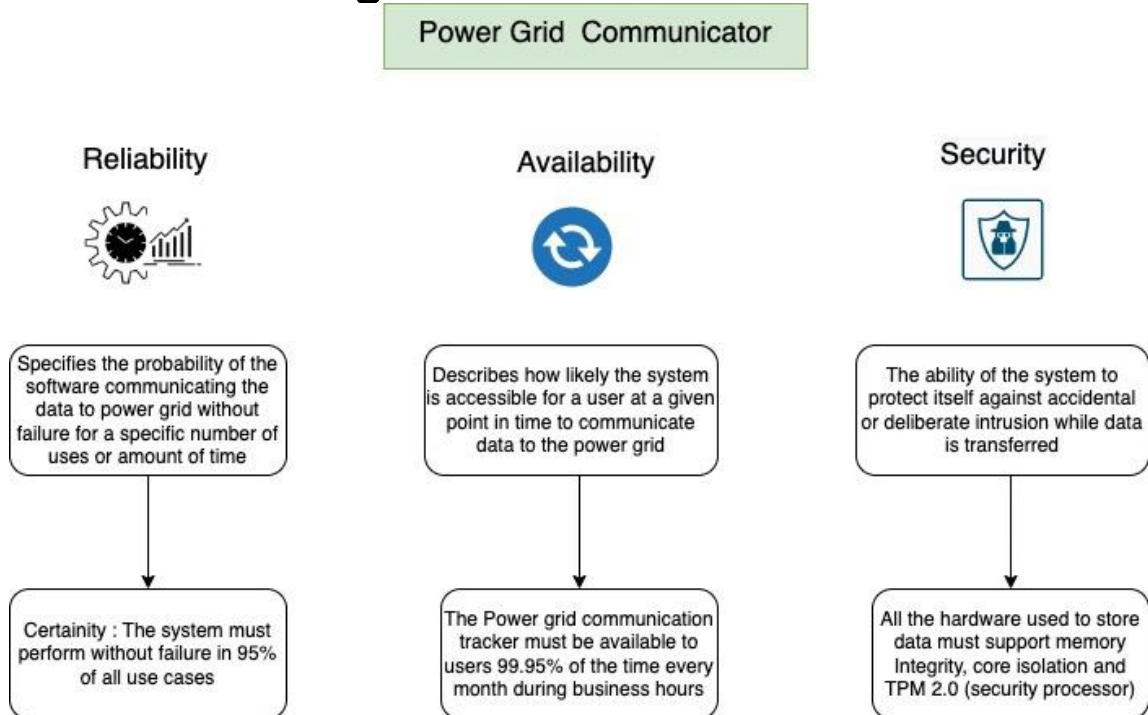 Power Grid Communicator
Reliability
Availability
Security
Specifies the probability of the
software communicating the
data to power grid without
failure for a specific number of
uses or amount of time
Describes how likely the system
is accessible for a user at a given
point in time to communicate
data to the power grid
The ability of the system to
protect itself against accidental
or deliberate intrusion while data
is transferred
Certainity : The system must
perform without failure in 95%
of all use cases
The Power grid communication
tracker must be available to
users 99.95% of the time every
month during business hours
All the hardware used to store
data must support memory
Integrity, core isolation and
TPM 2.0 (security processor)